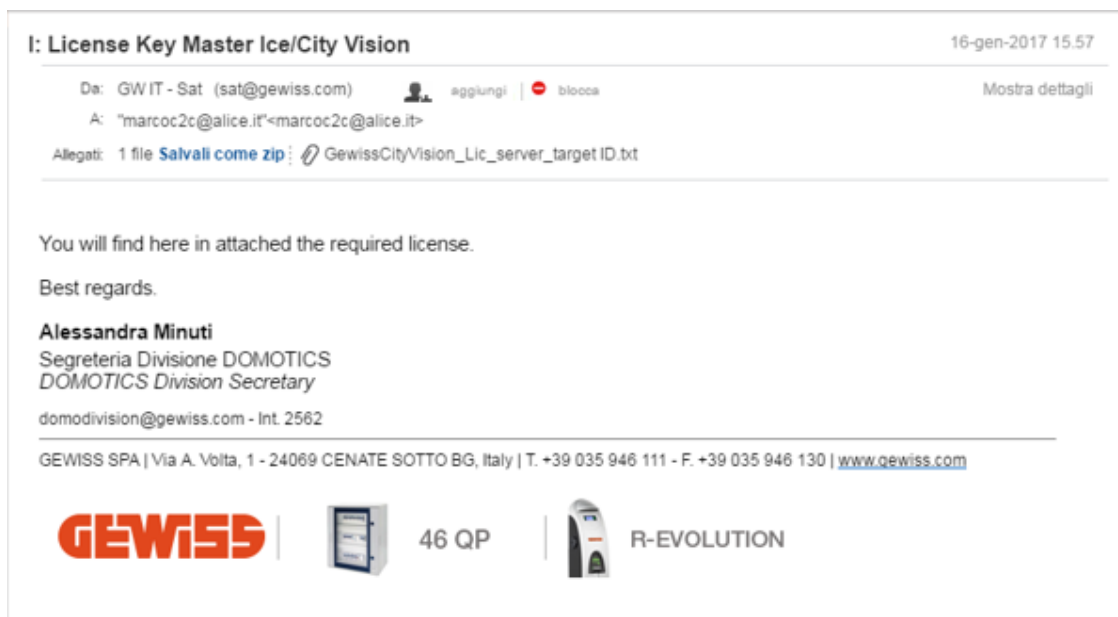 I: License Key Master Ice/City Vision 16-gen-2017 15.57
Da: GW IT - Sat (sat@gewiss.com) aggiungi | blocca Mostra dettagli
A: "marcoc2c@alice.it"<marcoc2c@alice.it>
Allegati: 1 file Salvali come zip GewissCityVision_Lic_server_target ID.txt
You will find here in attached the required license.
Best regards.
Alessandra Minuti
Segreteria Divisione DOMOTICS
DOMOTICS Division Secretary
domodivision@gewiss.com - Int. 2562
GEWISS SPA | Via A. Volta, 1 - 24069 CENATE SOTTO BG, Italy | T. +39 035 946 111 - F. +39 035 946 130 | www.gewiss.com
GEWISS | 46 QP | R-EVOLUTION